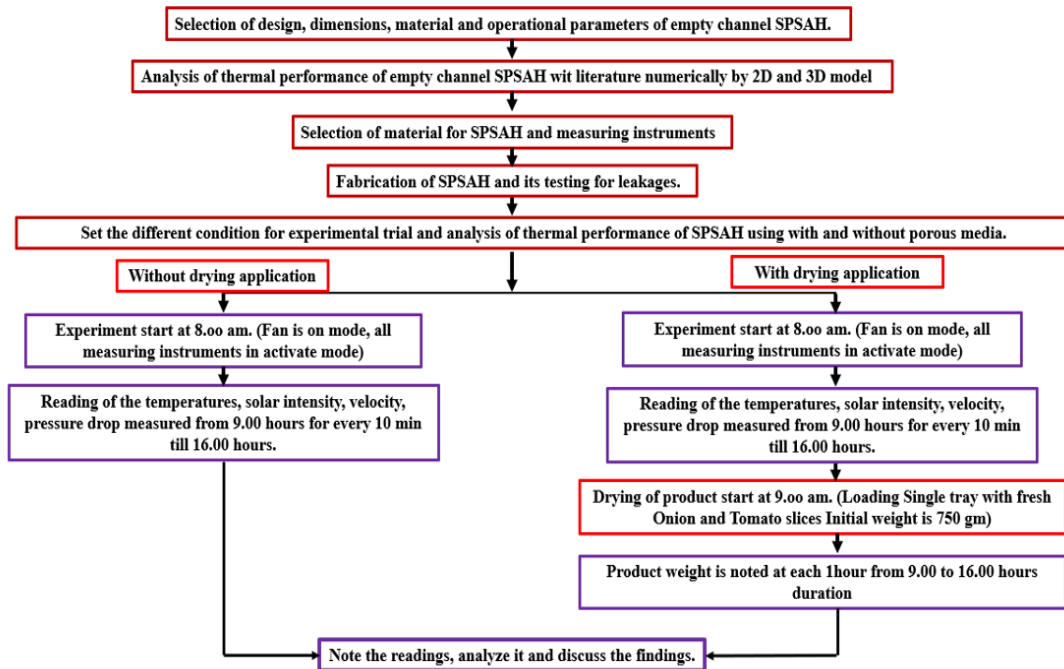 Selection of design, dimensions, material and operational parameters of empty channel SPSAH.
Analysis of thermal performance of empty channel SPSAH wit literature numerically by 2D and 3D model
Selection of material for SPSAH and measuring instruments
Fabrication of SPSAH and its testing for leakages.
Set the different condition for experimental trial and analysis of thermal performance of SPSAH using with and without porous media.
Without drying application
With drying application
Experiment start at 8.oo am. (Fan is on mode, all
measuring instruments in activate mode)
Experiment start at 8.oo am. (Fan is on mode, all
measuring instruments in activate mode)
Reading of the temperatures, solar intensity, velocity,
pressure drop measured from 9.00 hours for every 10 min
till 16.00 hours.
Reading of the temperatures, solar intensity, velocity,
pressure drop measured from 9.00 hours for every 10 min
till 16.00 hours.
Drying of product start at 9.oo am. (Loading Single tray with fresh
Onion and Tomato slices Initial weight is 750 gm)
Product weight is noted at each 1hour from 9.00 to 16.00 hours
duration
Note the readings, analyze it and discuss the findings.